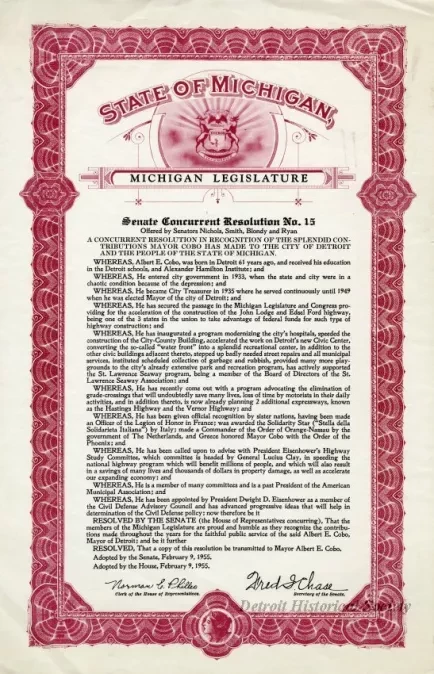 STATE OF MICHIGAN,
MICHIGAN LEGISLATURE
Senate Concurrent Resolution No. 15
Offered by Senators Nichols, Smith, Blondy and Ryan
A CONCURRENT RESOLUTION IN RECOGNITION OF THE SPLENDID CON-
TRIBUTIONS MAYOR COBO HAS MADE TO THE CITY OF DETROIT
AND THE PEOPLE OF THE STATE OF MICHIGAN.
WHEREAS, Albert E. Cobo, was born in Detroit 61 years ago, and received his education
in the Detroit schools, and Alexander Hamilton Institute; and
WHEREAS, He entered city government in 1933, when the state and city were in a
chaotic condition because of the depression; and
WHEREAS, He became City Treasurer in 1935 where he served continuously until 1949
when he was elected Mayor of the city of Detroit; and
WHEREAS, He has secured the passage in the Michigan Legislature and Congress pro-
viding for the acceleration of the construction of the John Lodge and Edsel Ford highway,
being one of the 3 states in the union to take advantage of federal funds for such type of
highway construction; and
WHEREAS, He has inaugurated a program modernizing the city's hospitals, speeded the
construction of the City-County Building, accelerated the work on Detroit's new Civic Center,
converting the so-called "water front" into a splendid recreational center, in addition to the
other civic buildings adjacent thereto, stepped up badly needed street repairs and all municipal
services, instituted scheduled collection of garbage and rubbish, provided many more play-
grounds to the city's already extensive park and recreation program, has actively supported
the St. Lawrence Seaway program, being a member of the Board of Directors of the St.
Lawrence Seaway Association; and
WHEREAS, He has recently come out with a program advocating the elimination of
grade-crossings that will undoubtedly save many lives, loss of time by motorists in their daily
activities, and in addition thereto, is now already planning 2 additional expressways, known
as the Hastings Highway and the Vernor Highway; and
WHEREAS, He has been given official recognition by sister nations, having been made
an Officer of the Legion of Honor in France; was awarded the Solidarity Star ("Stella della
Solidarieta Italiana") by Italy; made a Commander of the Order of Orange-Nassau by the
government of The Netherlands, and Greece honored Mayor Cobo with the Order of the
Phoenix; and
WHEREAS, He has been called upon to advise with President Eisenhower's Highway
Study Committee, which committee is headed by General Lucius Clay, in speeding the
national highway program which will benefit millions of people, and which will also result
in a savings of many lives and thousands of dollars in property damage, as well as accelerate
our expanding economy; and
WHEREAS, He is a member of many committees and is a past President of the American
Municipal Association; and
WHEREAS, He has been appointed by President Dwight D. Eisenhower as a member of
the Civil Defense Advisory Council and has advanced progressive ideas that will help in
determination of the Civil Defense policy; now therefore be it
RESOLVED BY THE SENATE (the House of Representatives concurring), That the
members of the Michigan Legislature are proud and humble as they recognize the contribu-
tions made throughout the years for the faithful public service of the said Albert E. Cobo,
Mayor of Detroit; and be it further
RESOLVED, That a copy of this resolution be transmitted to Mayor Albert E. Cobo.
Adopted by the Senate, February 9, 1955.
Adopted by the House, February 9, 1955.
Norman E. Philleo
Fred I. Chase
Clerk of the House of Representatives.
Secretary of the Senate.
Detroit Historical Society